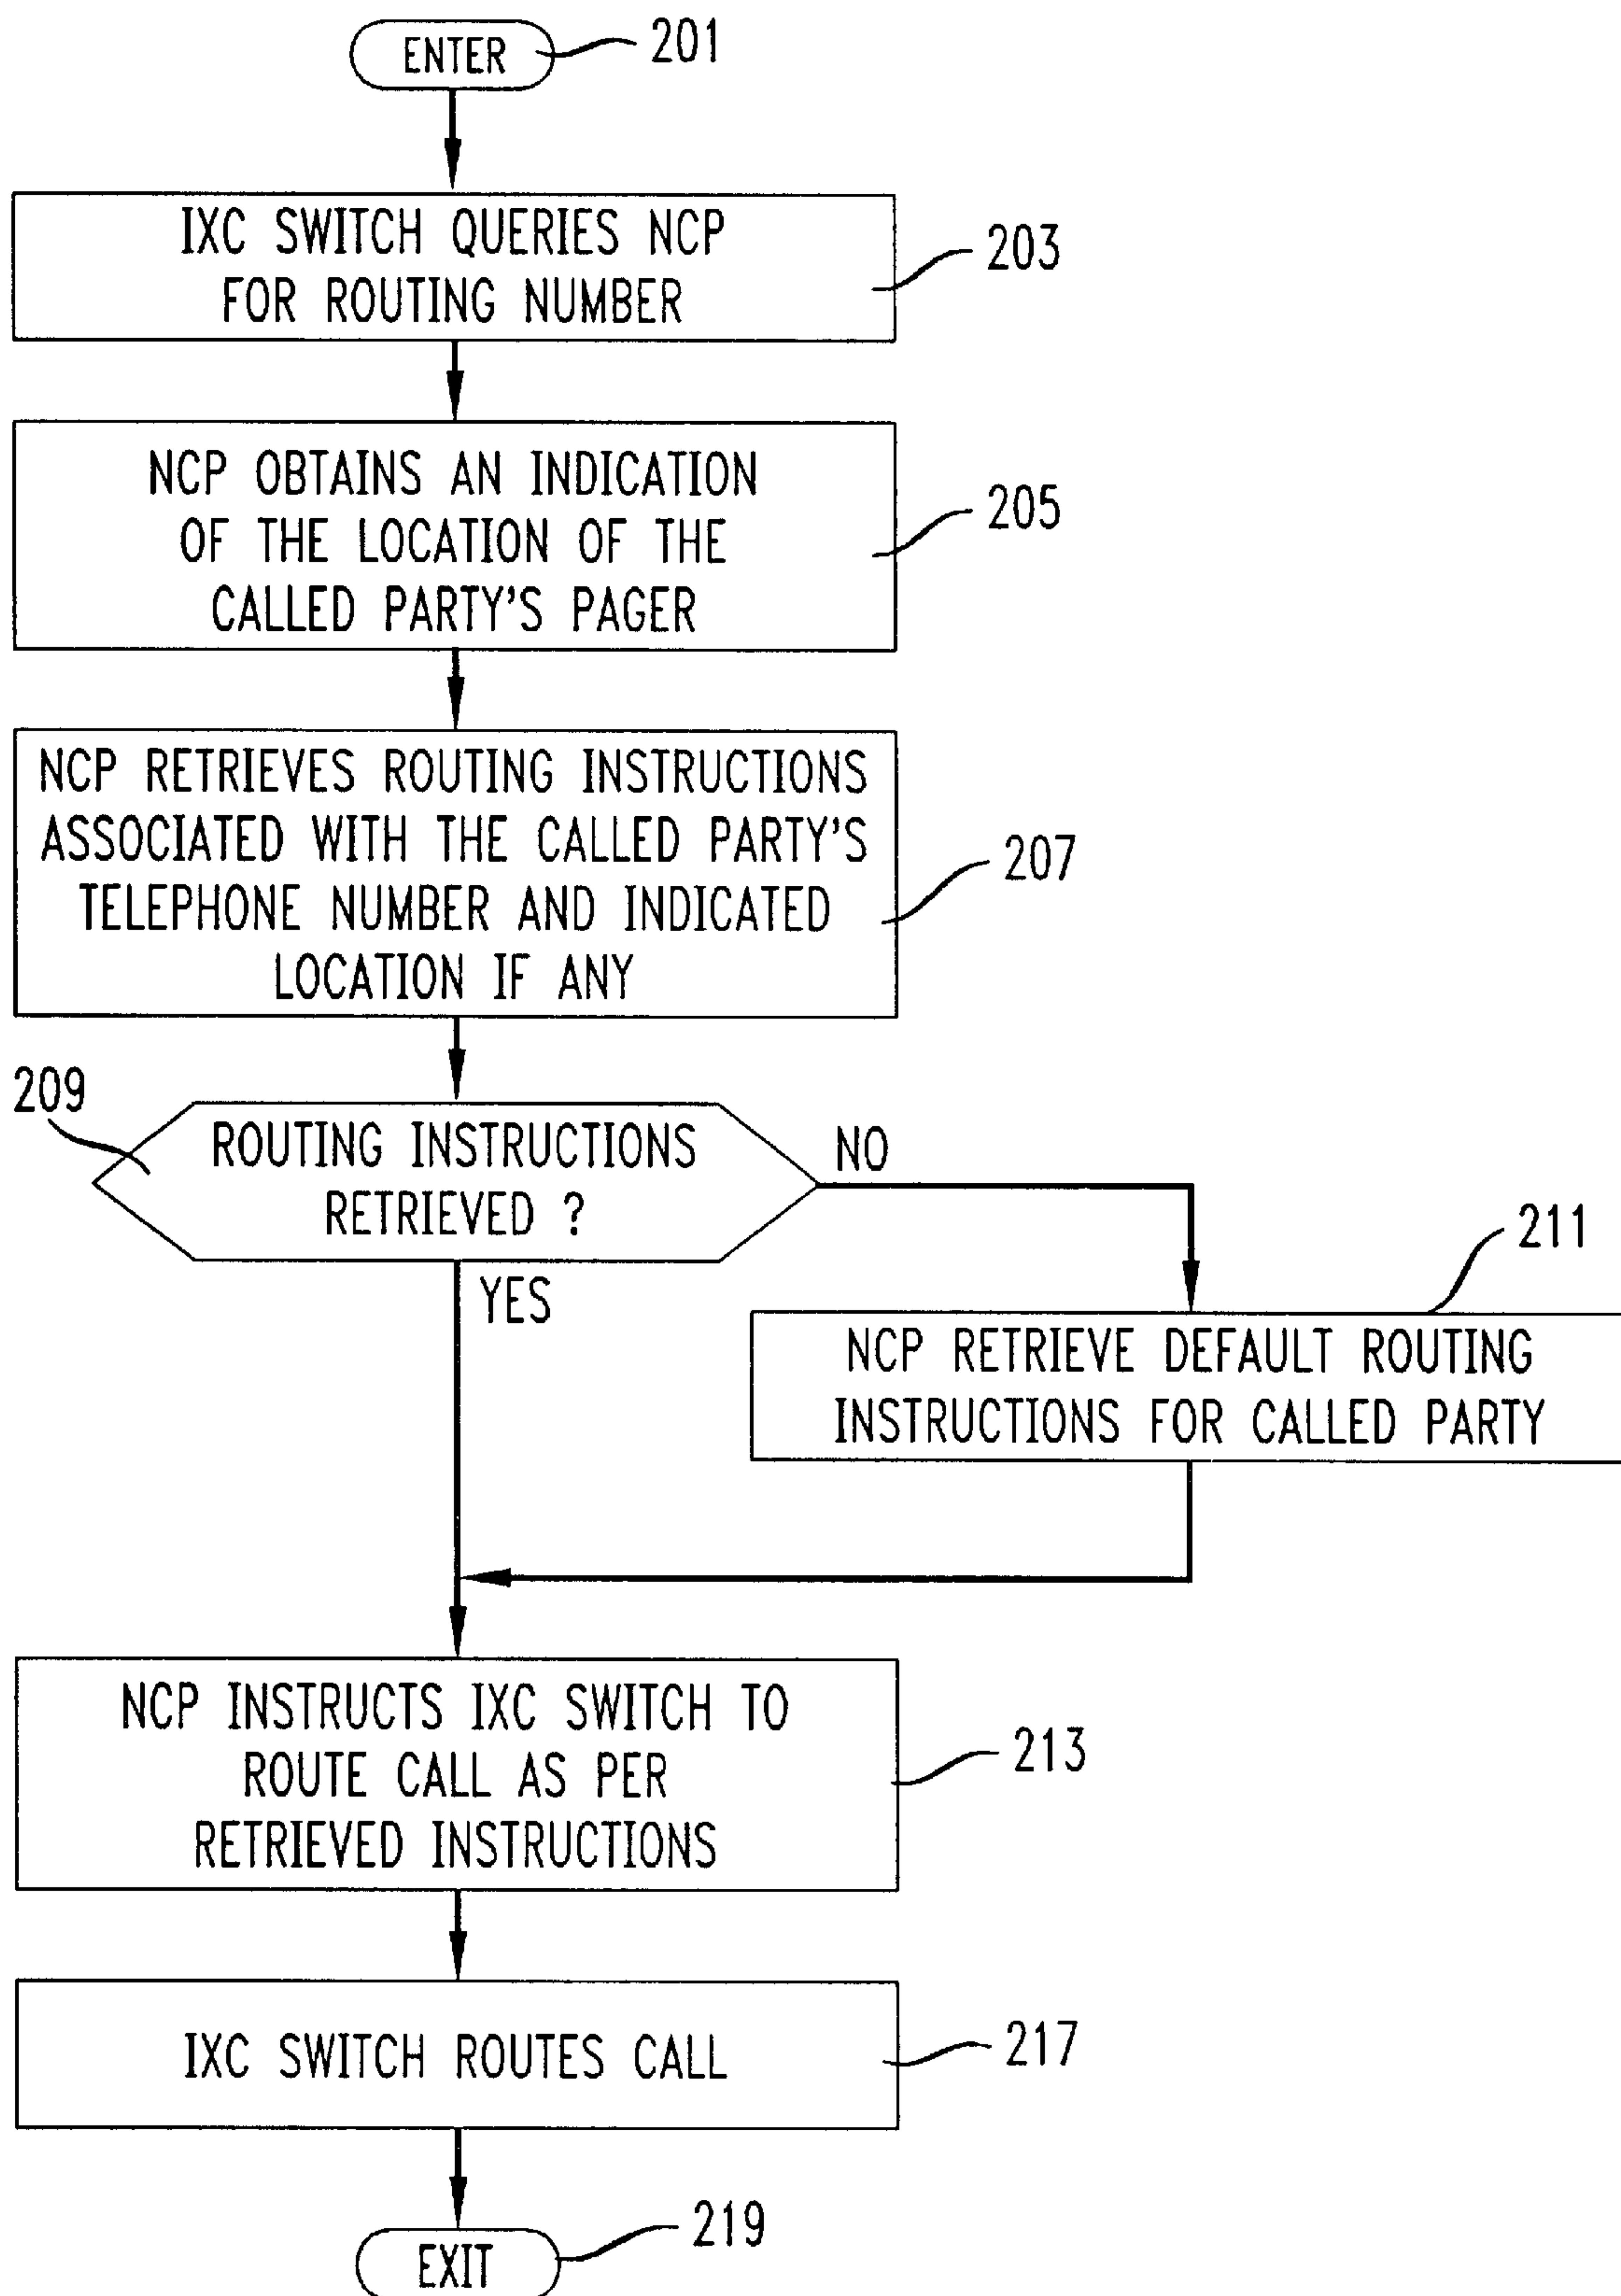 ENTER
201
IXC SWITCH QUERIES NCP
FOR ROUTING NUMBER
203
NCP OBTAINS AN INDICATION
OF THE LOCATION OF THE
CALLED PARTY'S PAGER
205
NCP RETRIEVES ROUTING INSTRUCTIONS
ASSOCIATED WITH THE CALLED PARTY'S
TELEPHONE NUMBER AND INDICATED
LOCATION IF ANY
207
209
ROUTING INSTRUCTIONS
RETRIEVED ?
NO
YES
211
NCP RETRIEVE DEFAULT ROUTING
INSTRUCTIONS FOR CALLED PARTY
NCP INSTRUCTS IXC SWITCH TO
ROUTE CALL AS PER
RETRIEVED INSTRUCTIONS
213
IXC SWITCH ROUTES CALL
217
EXIT
219